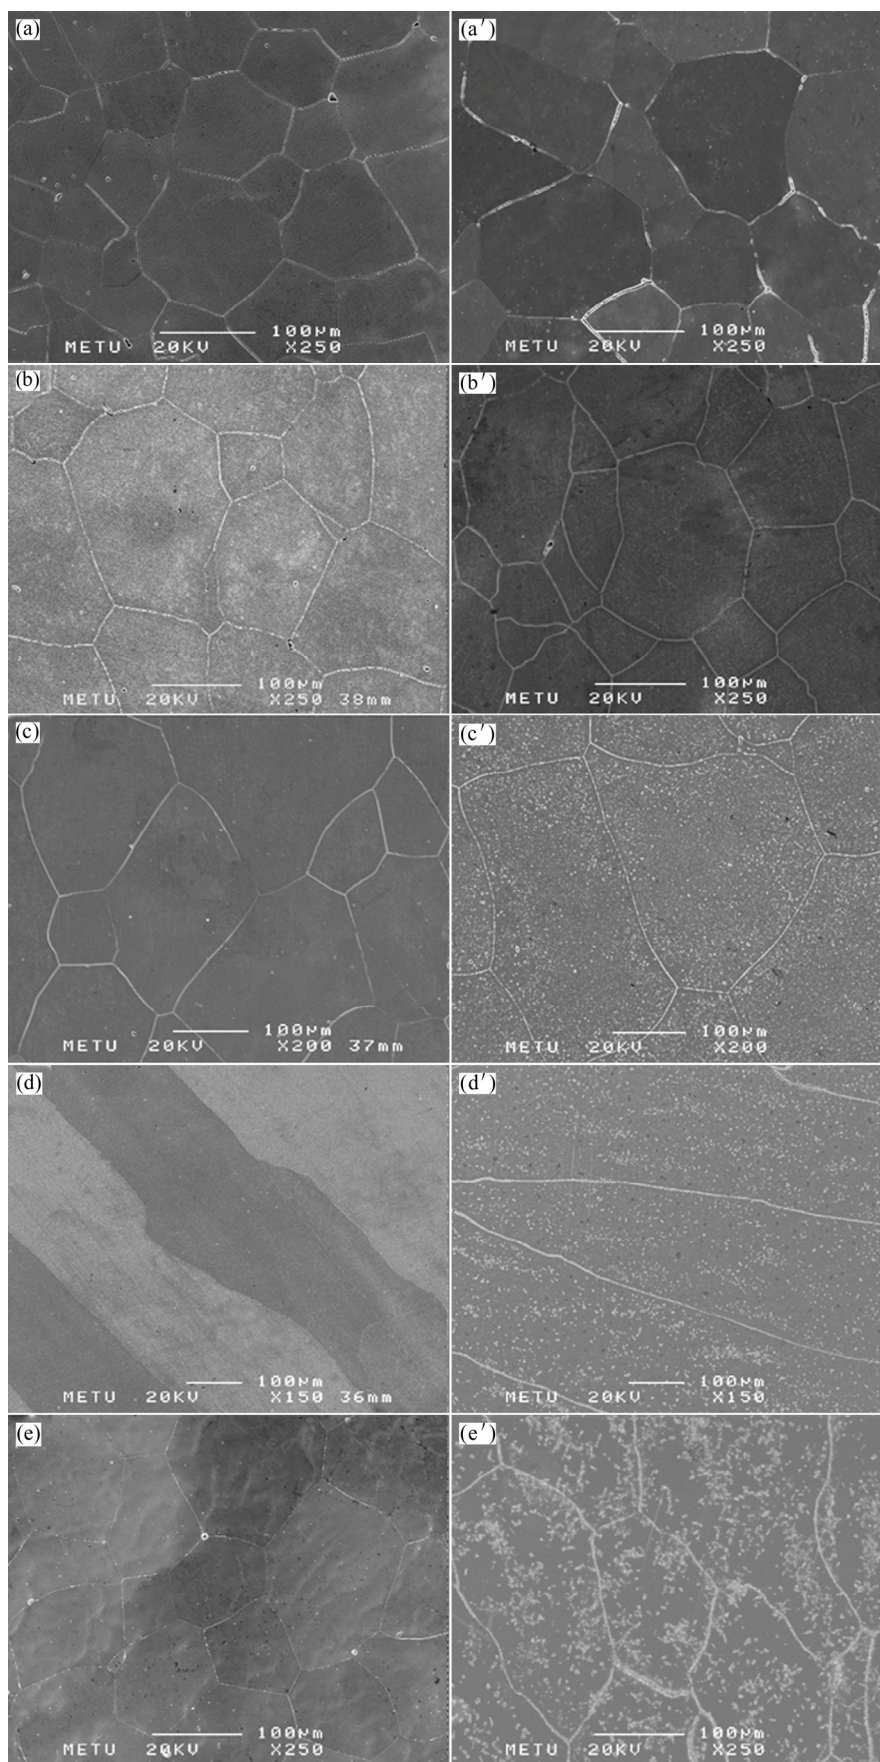 (a) (a′)
100μm 100μm
METU 20KV X250 METU 20KV X250
(b) (b′)
100μm 100μm
METU 20KV X250 38mm METU 20KV X250
(c) (c′)
100μm 100μm
METU 20KV X200 37mm METU 20KV X200
(d) (d′)
100μm 100μm
METU 20KV X150 36mm METU 20KV X150
(e) (e′)
100μm 100μm
METU 20KV X250 METU 20KV X250